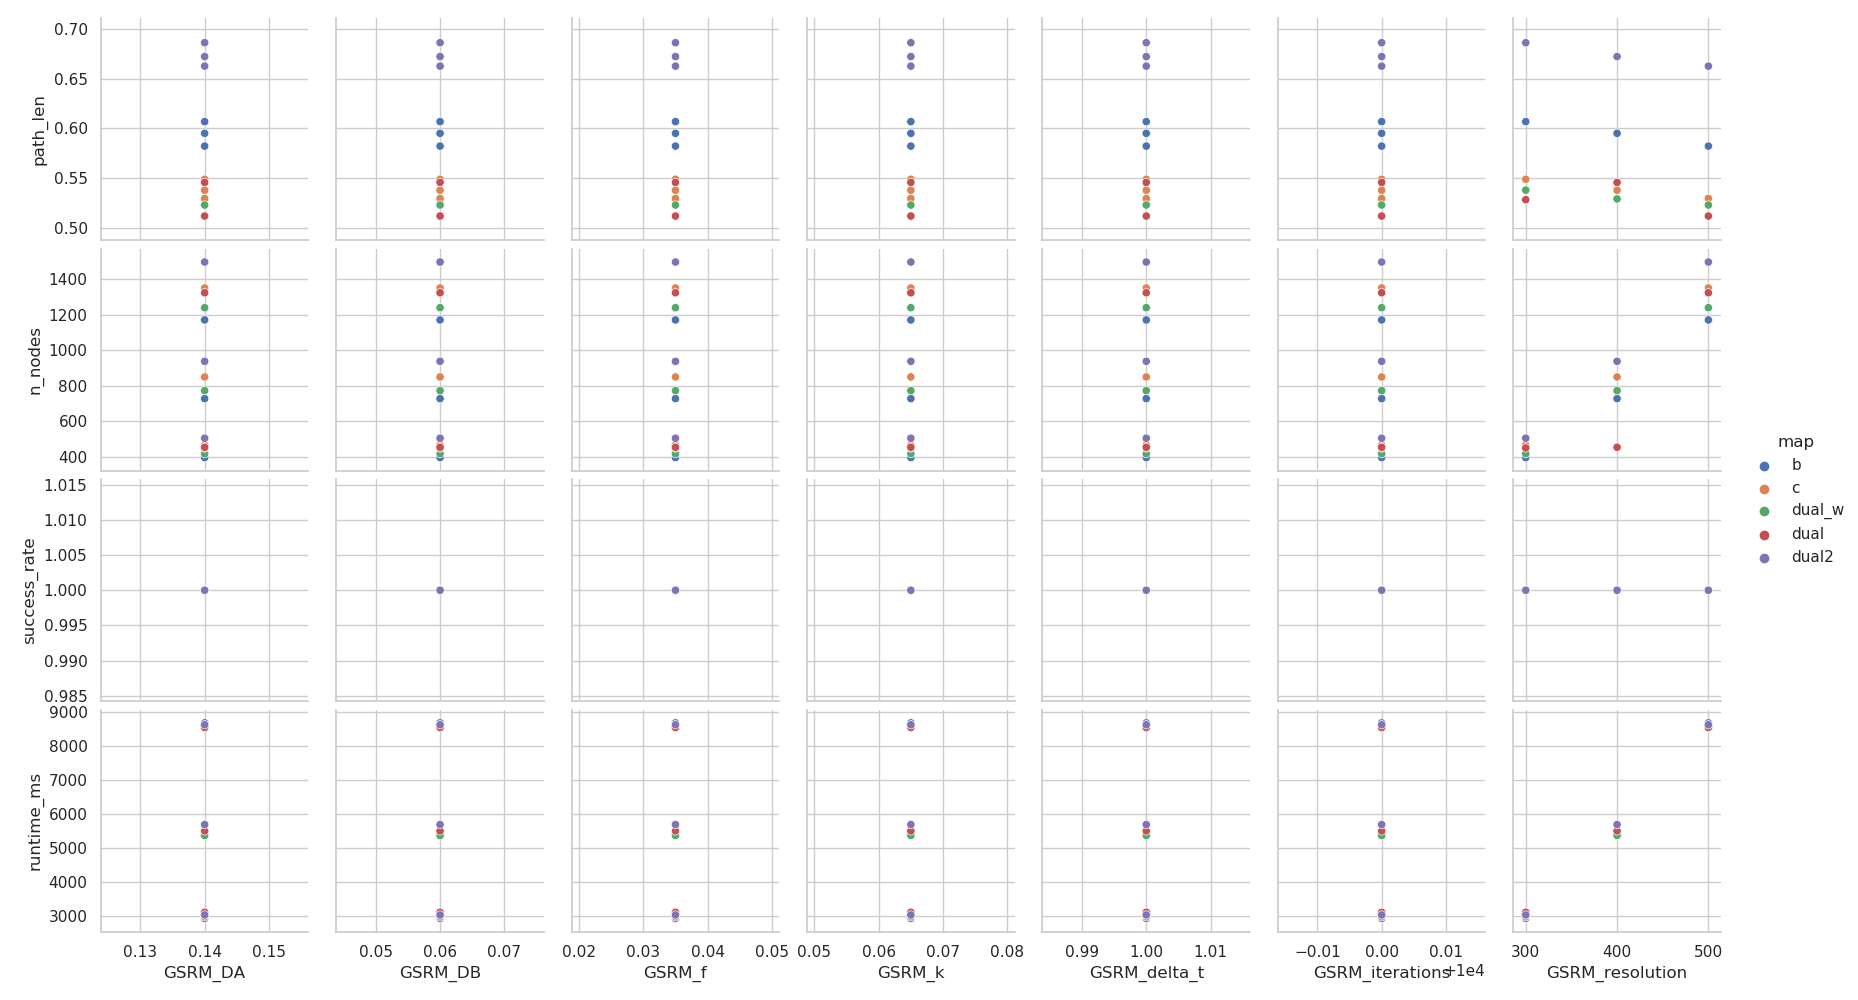 0.70
0.65
0.60
0.55
0.50
path_len
1400
1200
1000
800
600
400
n_nodes
1.015
1.010
1.005
1.000
0.995
0.990
0.985
success_rate
9000
8000
7000
6000
5000
4000
3000
runtime_ms
0.13 0.14 0.15
GSRM_DA
0.05 0.06 0.07
GSRM_DB
0.02 0.03 0.04 0.05
GSRM_f
0.05 0.06 0.07 0.08
GSRM_k
0.99 1.00 1.01
GSRM_delta_t
−0.01 0.00 0.01
+1e4
GSRM_iterations
300 400 500
GSRM_resolution
map
b
c
dual_w
dual
dual2